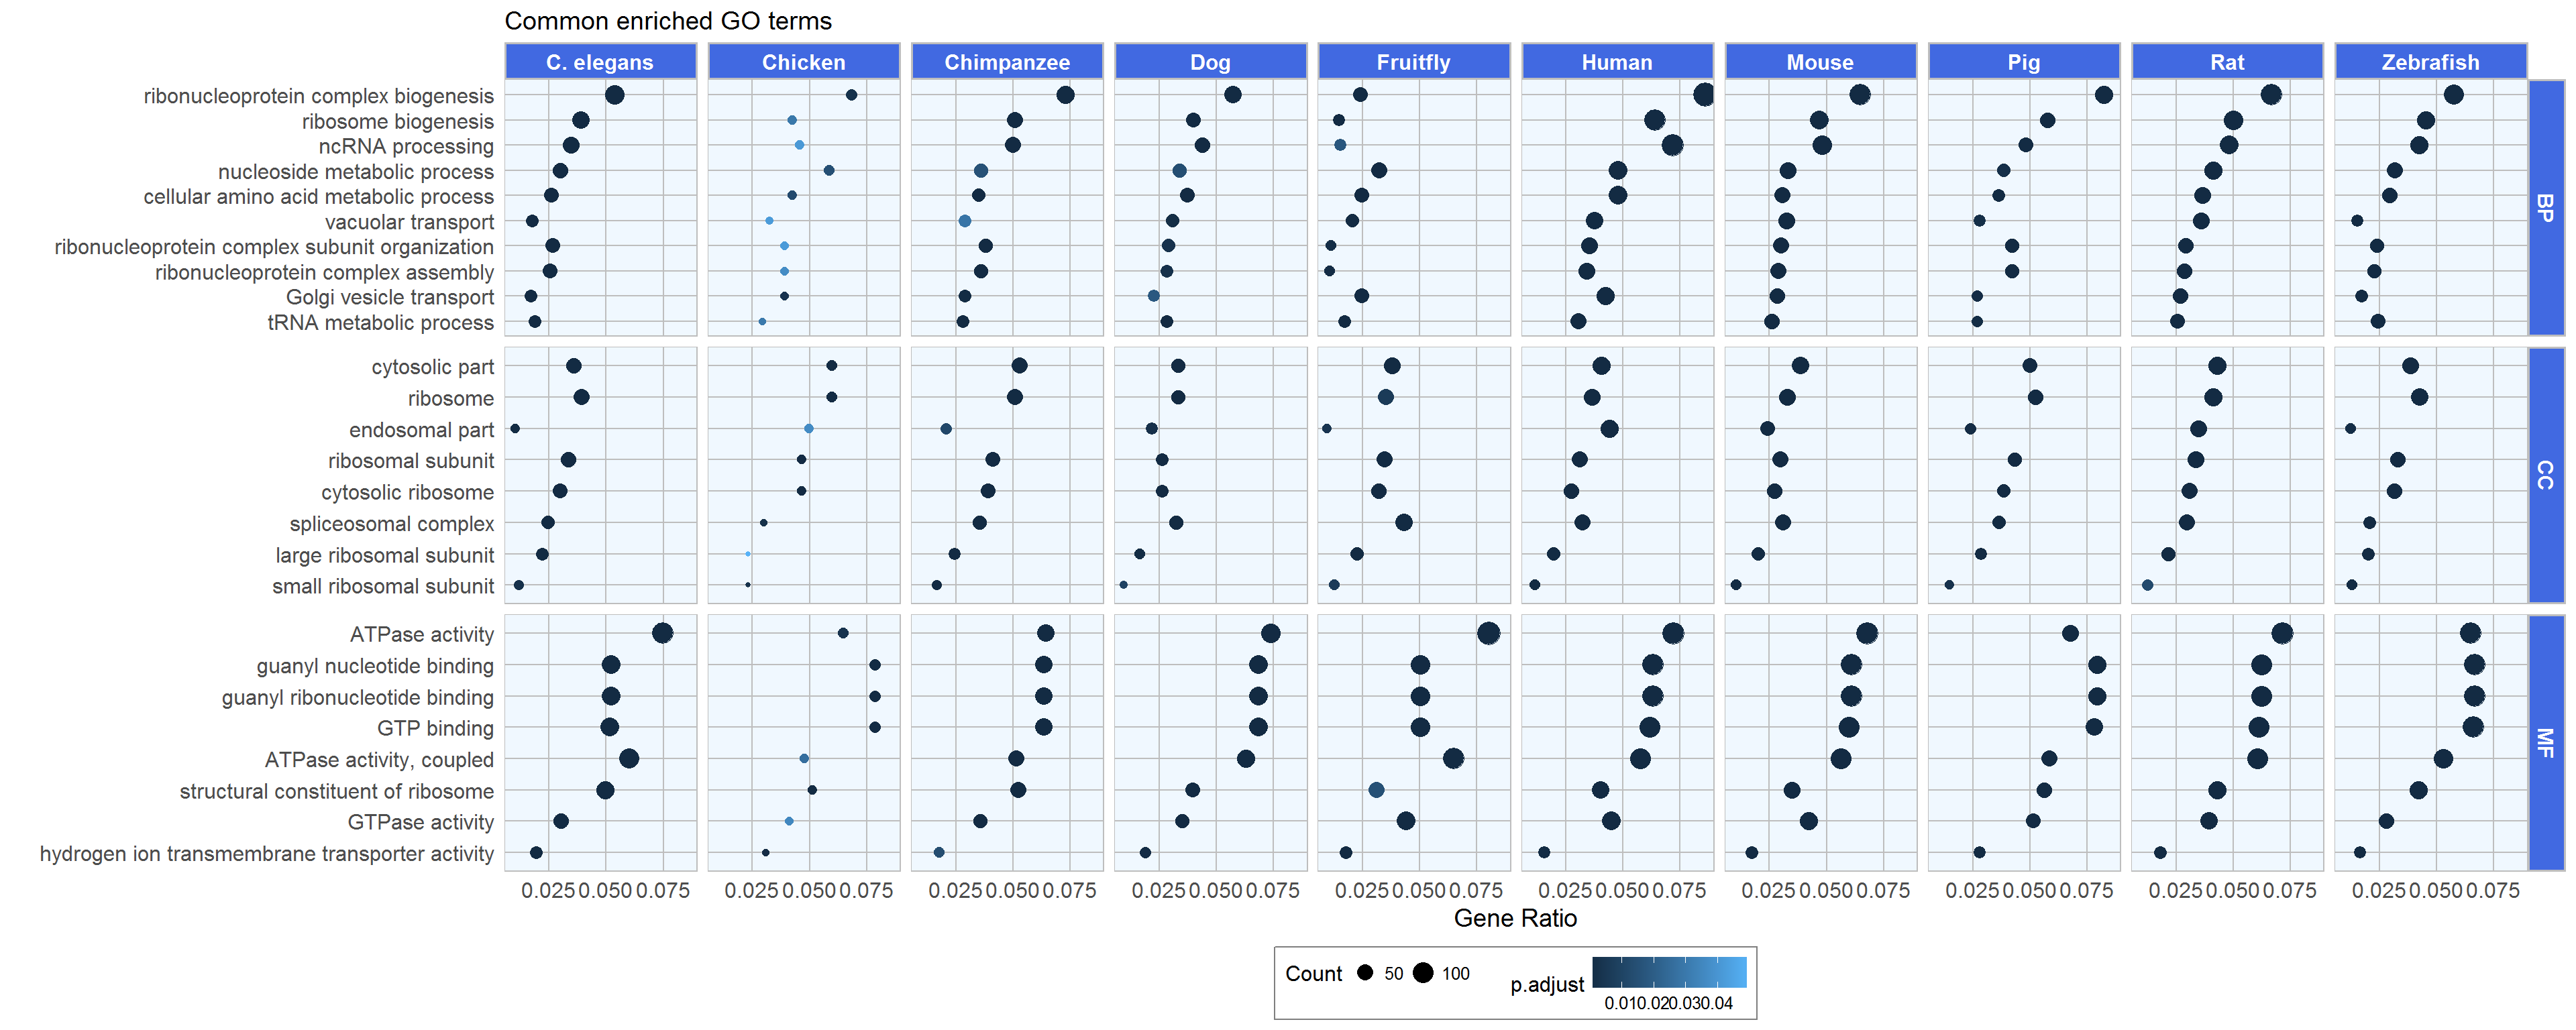 Common enriched GO terms
C. elegans Chicken Chimpanzee Dog Fruitfly Human Mouse Pig Rat Zebrafish
ribonucleoprotein complex biogenesis
ribosome biogenesis
ncRNA processing
nucleoside metabolic process
cellular amino acid metabolic process
vacuolar transport
ribonucleoprotein complex subunit organization
ribonucleoprotein complex assembly
Golgi vesicle transport
tRNA metabolic process
BP
cytosolic part
ribosome
endosomal part
ribosomal subunit
cytosolic ribosome
spliceosomal complex
large ribosomal subunit
small ribosomal subunit
CC
ATPase activity
guanyl nucleotide binding
guanyl ribonucleotide binding
GTP binding
ATPase activity, coupled
structural constituent of ribosome
GTPase activity
hydrogen ion transmembrane transporter activity
MF
0.025 0.050 0.075 0.025 0.050 0.075 0.025 0.050 0.075 0.025 0.050 0.075 0.025 0.050 0.075 0.025 0.050 0.075 0.025 0.050 0.075 0.025 0.050 0.075 0.025 0.050 0.075 0.025 0.050 0.075
Gene Ratio
Count 50 100 p.adjust
0.01 0.02 0.03 0.04